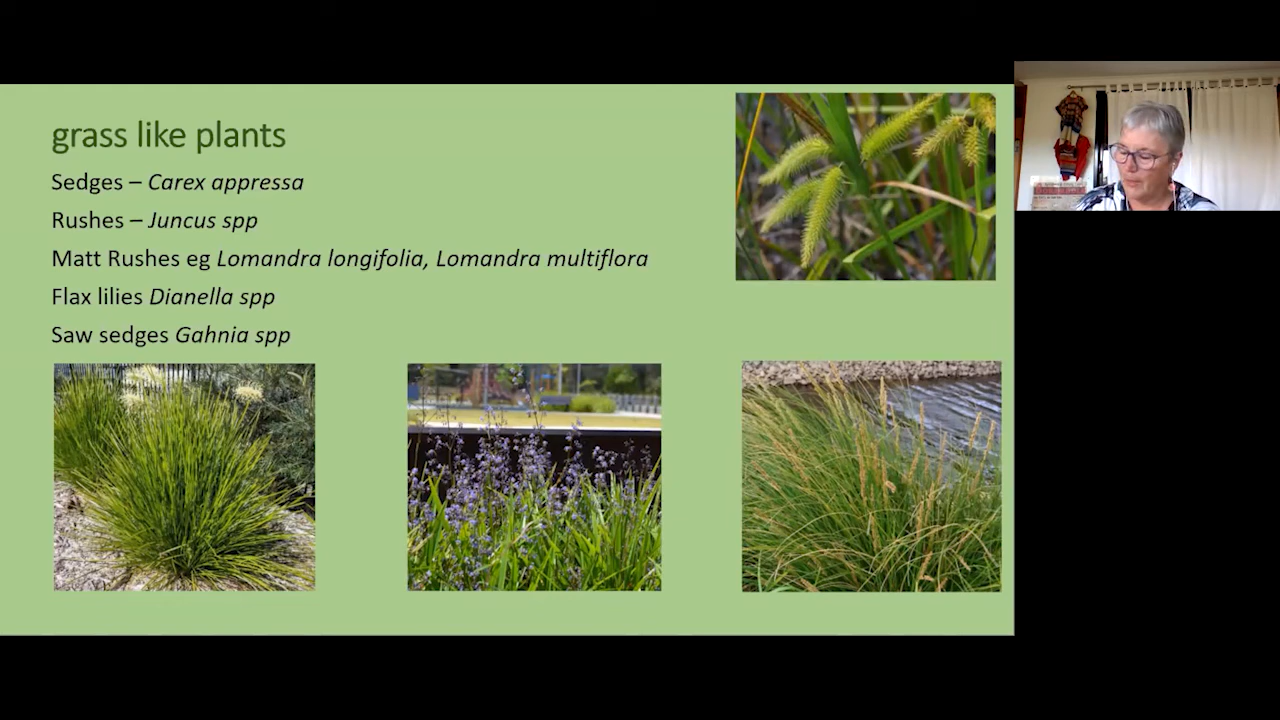 grass like plants
Sedges – Carex appressa
Rushes – Juncus spp
Matt Rushes eg Lomandra longifolia, Lomandra multiflora
Flax lilies Dianella spp
Saw sedges Gahnia spp